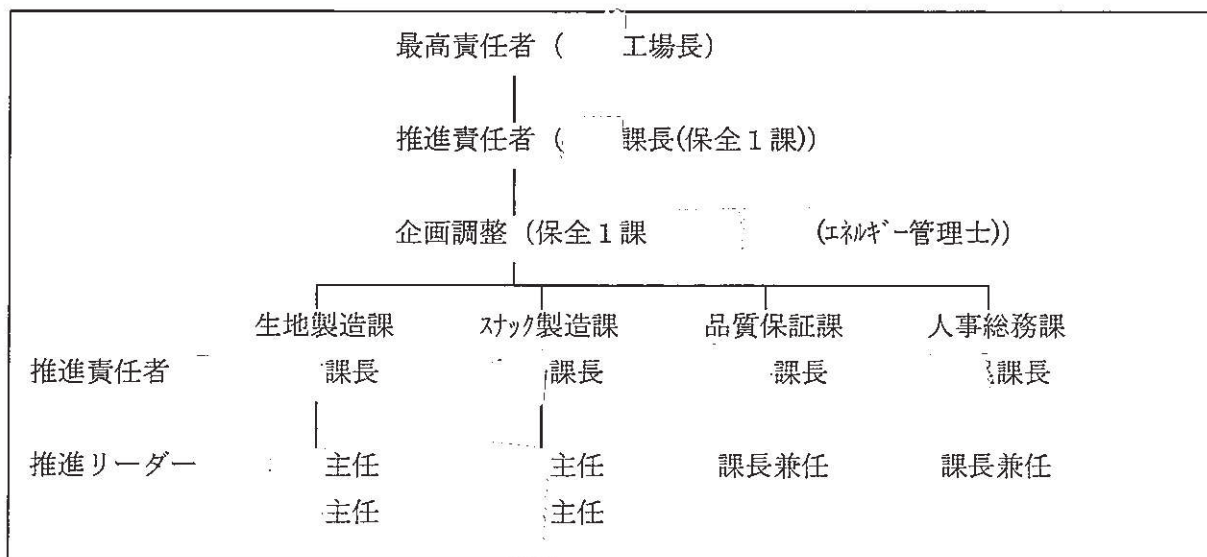 最高責任者（　　工場長）
推進責任者（　　課長(保全１課)）
企画調整（保全１課　　　　(ｴﾈﾙｷﾞｰ管理士)）
生地製造課　ｽﾅｯｸ製造課　品質保証課　人事総務課
推進責任者　課長　課長　課長　課長
推進リーダー　主任　主任　課長兼任　課長兼任
主任　主任